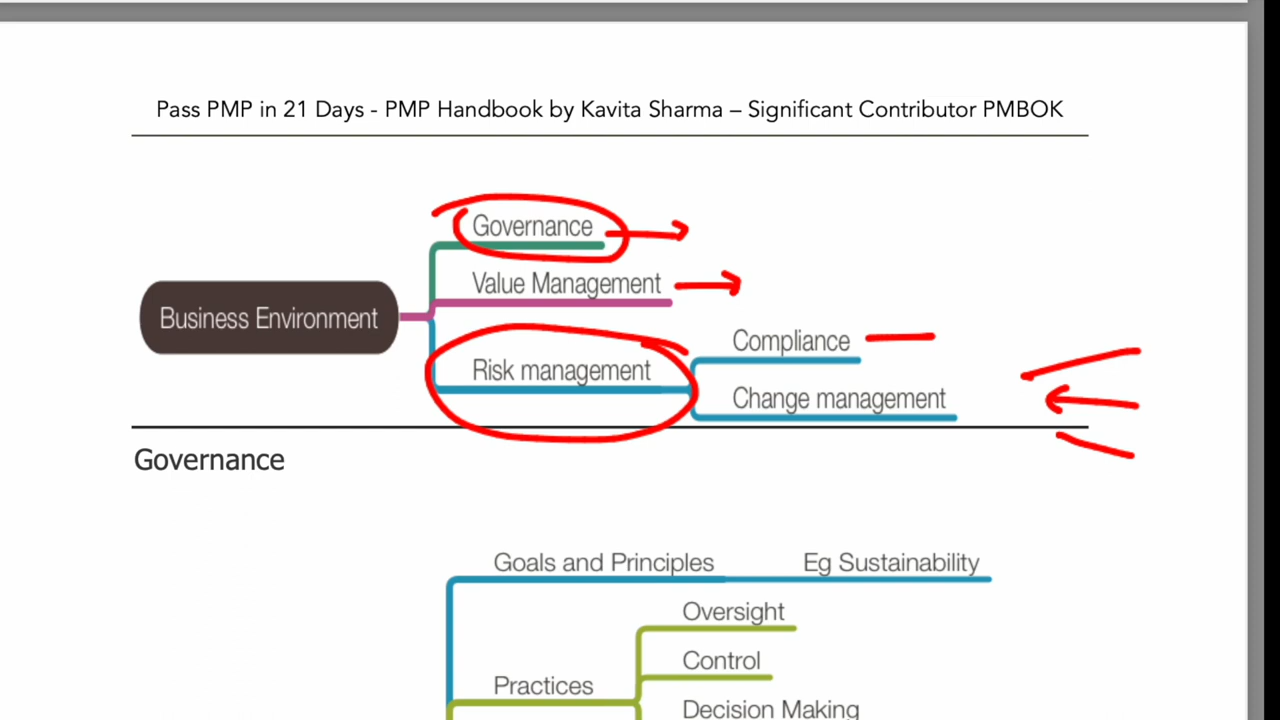 Pass PMP in 21 Days - PMP Handbook by Kavita Sharma – Significant Contributor PMBOK
Governance
Value Management
Business Environment
Compliance
Risk management
Change management
Governance
Goals and Principles
Eg Sustainability
Oversight
Control
Practices
Decision Making